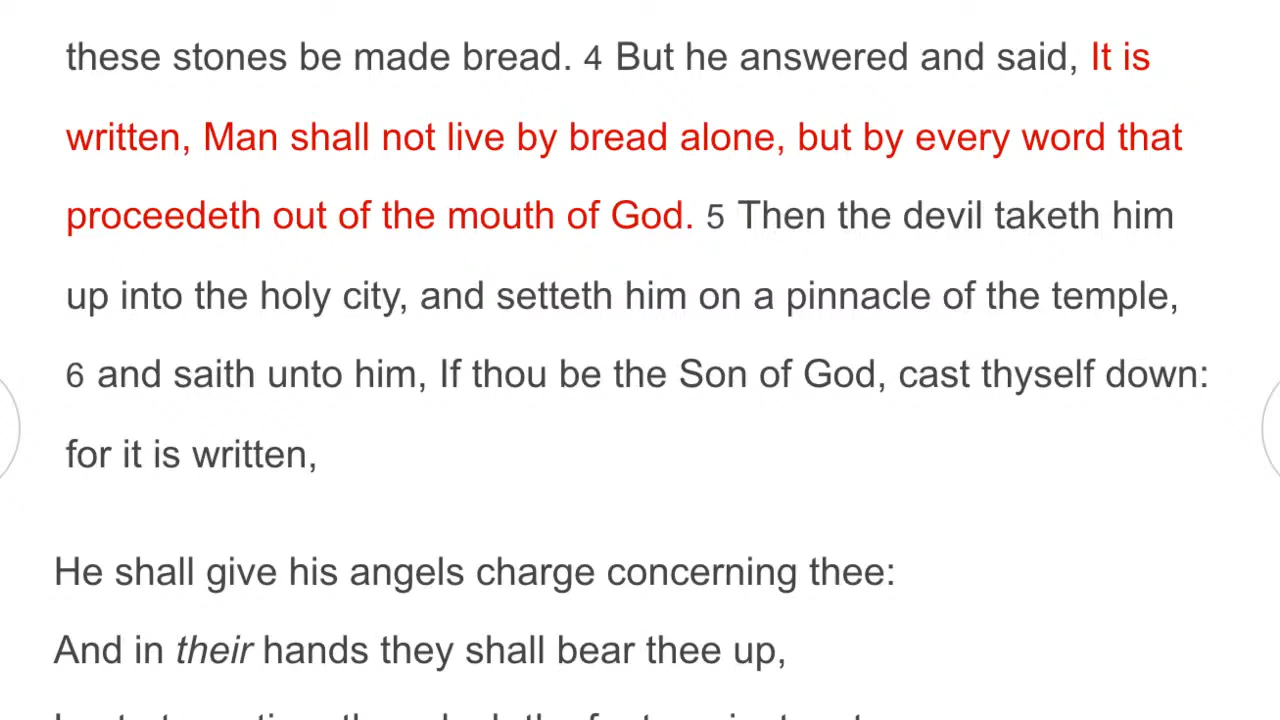 these stones be made bread. 4 But he answered and said, It is
written, Man shall not live by bread alone, but by every word that
proceedeth out of the mouth of God. 5 Then the devil taketh him
up into the holy city, and setteth him on a pinnacle of the temple,
6 and saith unto him, If thou be the Son of God, cast thyself down:
for it is written,
He shall give his angels charge concerning thee:
And in their hands they shall bear thee up,